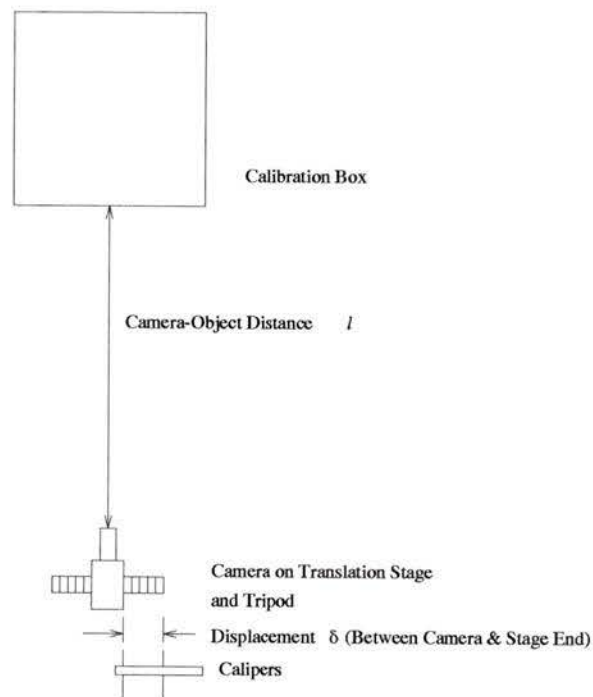 Calibration Box
Camera-Object Distance l
Camera on Translation Stage
and Tripod
Displacement δ (Between Camera & Stage End)
Calipers